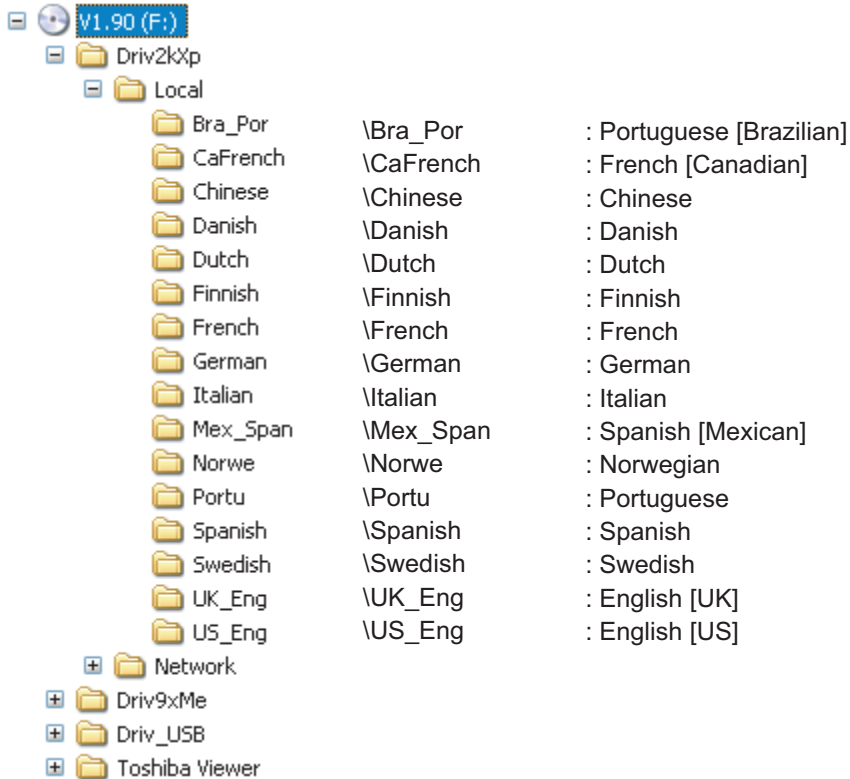 V1.90 (F:)
Driv2kXp
Local
Bra_Por \Bra_Por : Portuguese [Brazilian]
CaFrench \CaFrench : French [Canadian]
Chinese \Chinese : Chinese
Danish \Danish : Danish
Dutch \Dutch : Dutch
Finnish \Finnish : Finnish
French \French : French
German \German : German
Italian \Italian : Italian
Mex_Span \Mex_Span : Spanish [Mexican]
Norwe \Norwe : Norwegian
Portu \Portu : Portuguese
Spanish \Spanish : Spanish
Swedish \Swedish : Swedish
UK_Eng \UK_Eng : English [UK]
US_Eng \US_Eng : English [US]
Network
Driv9xMe
Driv_USB
Toshiba Viewer